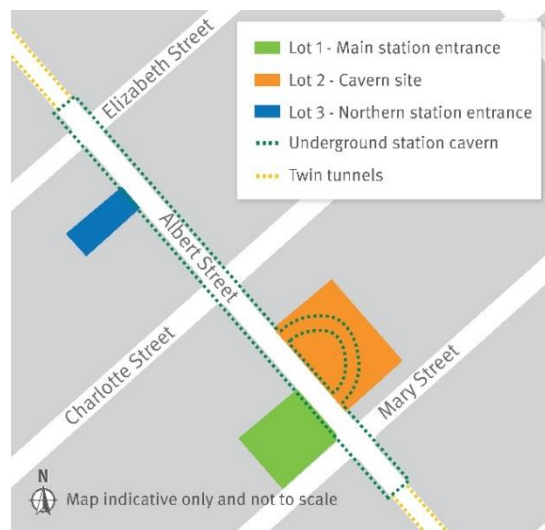 Elizabeth Street
Lot 1 - Main station entrance
Lot 2 - Cavern site
Lot 3 - Northern station entrance
Underground station cavern
Twin tunnels
Albert Street
Charlotte Street
Mary Street
N
Map indicative only and not to scale